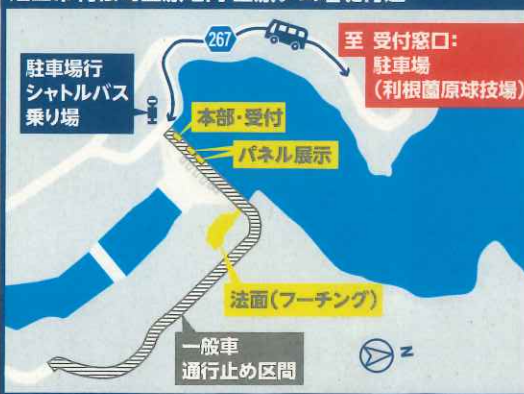 267
至 受付窓口:
駐車場
(利根薗原球技場)
駐車場行
シャトルバス
乗り場
本部・受付
パネル展示
法面(フーチング)
一般車
通行止め区間
N